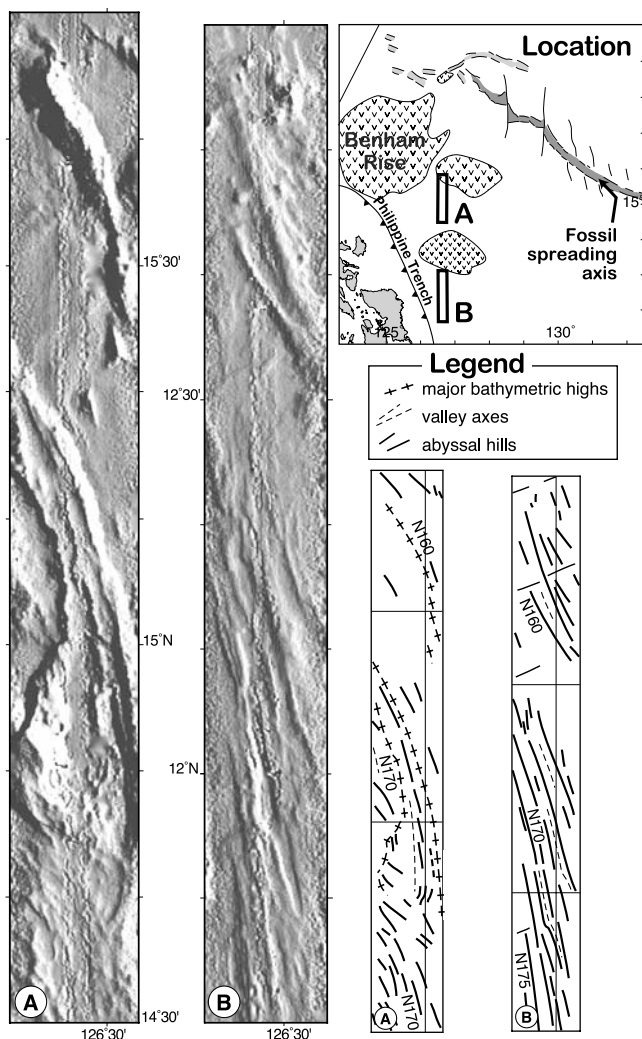 15°30'
15°N
14°30'
126°30'
A
12°30'
12°N
126°30'
B
Location
Benham
Rise
A
B
Philippine Trench
Fossil
spreading
axis
15°
125°
130°
Legend
major bathymetric highs
valley axes
abyssal hills
N160
N170
N170
A
N160
N170
N175
B